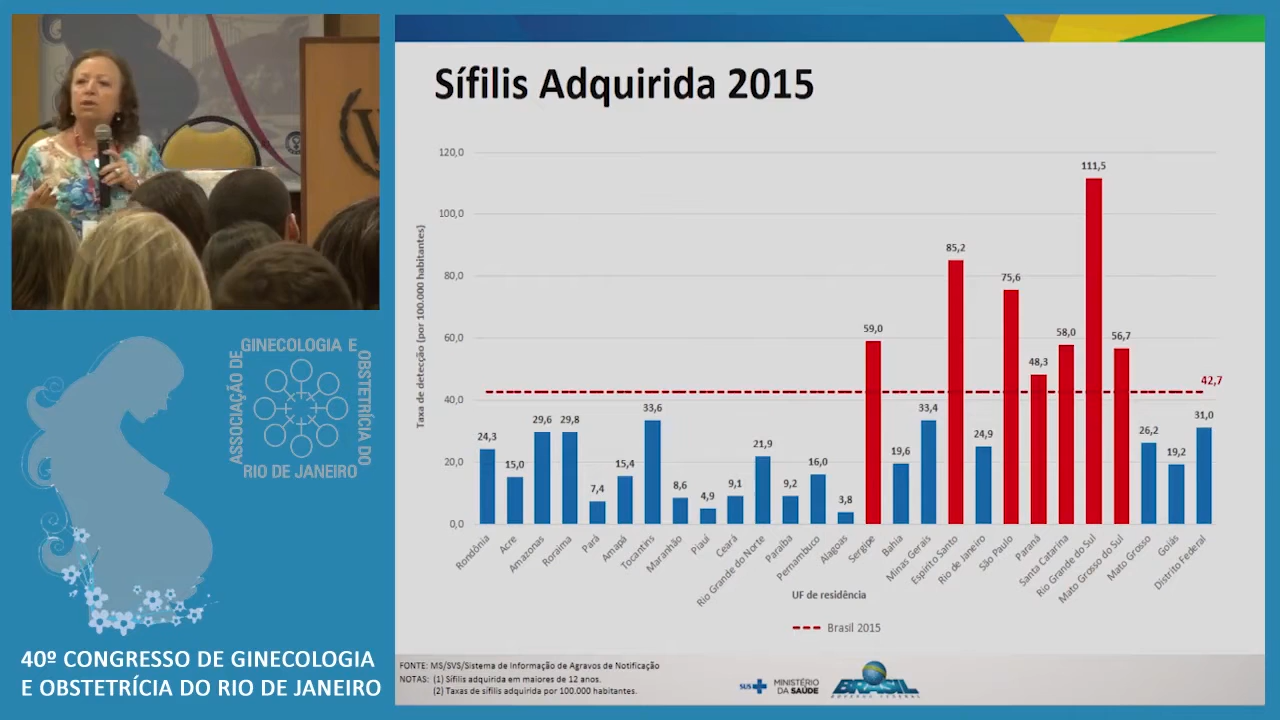 Sífilis Adquirida 2015
Taxa de detecção (por 100.000 habitantes)
120,0
100,0
80,0
60,0
40,0
20,0
0,0
24,3
15,0
29,6
29,8
7,4
15,4
33,6
8,6
4,9
9,1
21,9
9,2
16,0
3,8
59,0
19,6
33,4
85,2
24,9
75,6
48,3
58,0
111,5
56,7
26,2
19,2
31,0
42,7
Rondônia
Acre
Amazonas
Roraima
Pará
Amapá
Tocantins
Maranhão
Piauí
Ceará
Rio Grande do Norte
Paraíba
Pernambuco
Alagoas
Sergipe
Bahia
Minas Gerais
Espírito Santo
Rio de Janeiro
São Paulo
Paraná
Santa Catarina
Rio Grande do Sul
Mato Grosso do Sul
Mato Grosso
Goiás
Distrito Federal
UF de residência
Brasil 2015
FONTE: MS/SVS/Sistema de Informação de Agravos de Notificação
NOTAS: (1) Sífilis adquirida em maiores de 12 anos.
(2) Taxas de sífilis adquirida por 100.000 habitantes.
SUS
MINISTÉRIO
DA SAÚDE
BRASIL
GOVERNO FEDERAL
ASSOCIAÇÃO DE
GINECOLOGIA E
OBSTETRÍCIA DO
RIO DE JANEIRO
40º CONGRESSO DE GINECOLOGIA
E OBSTETRÍCIA DO RIO DE JANEIRO